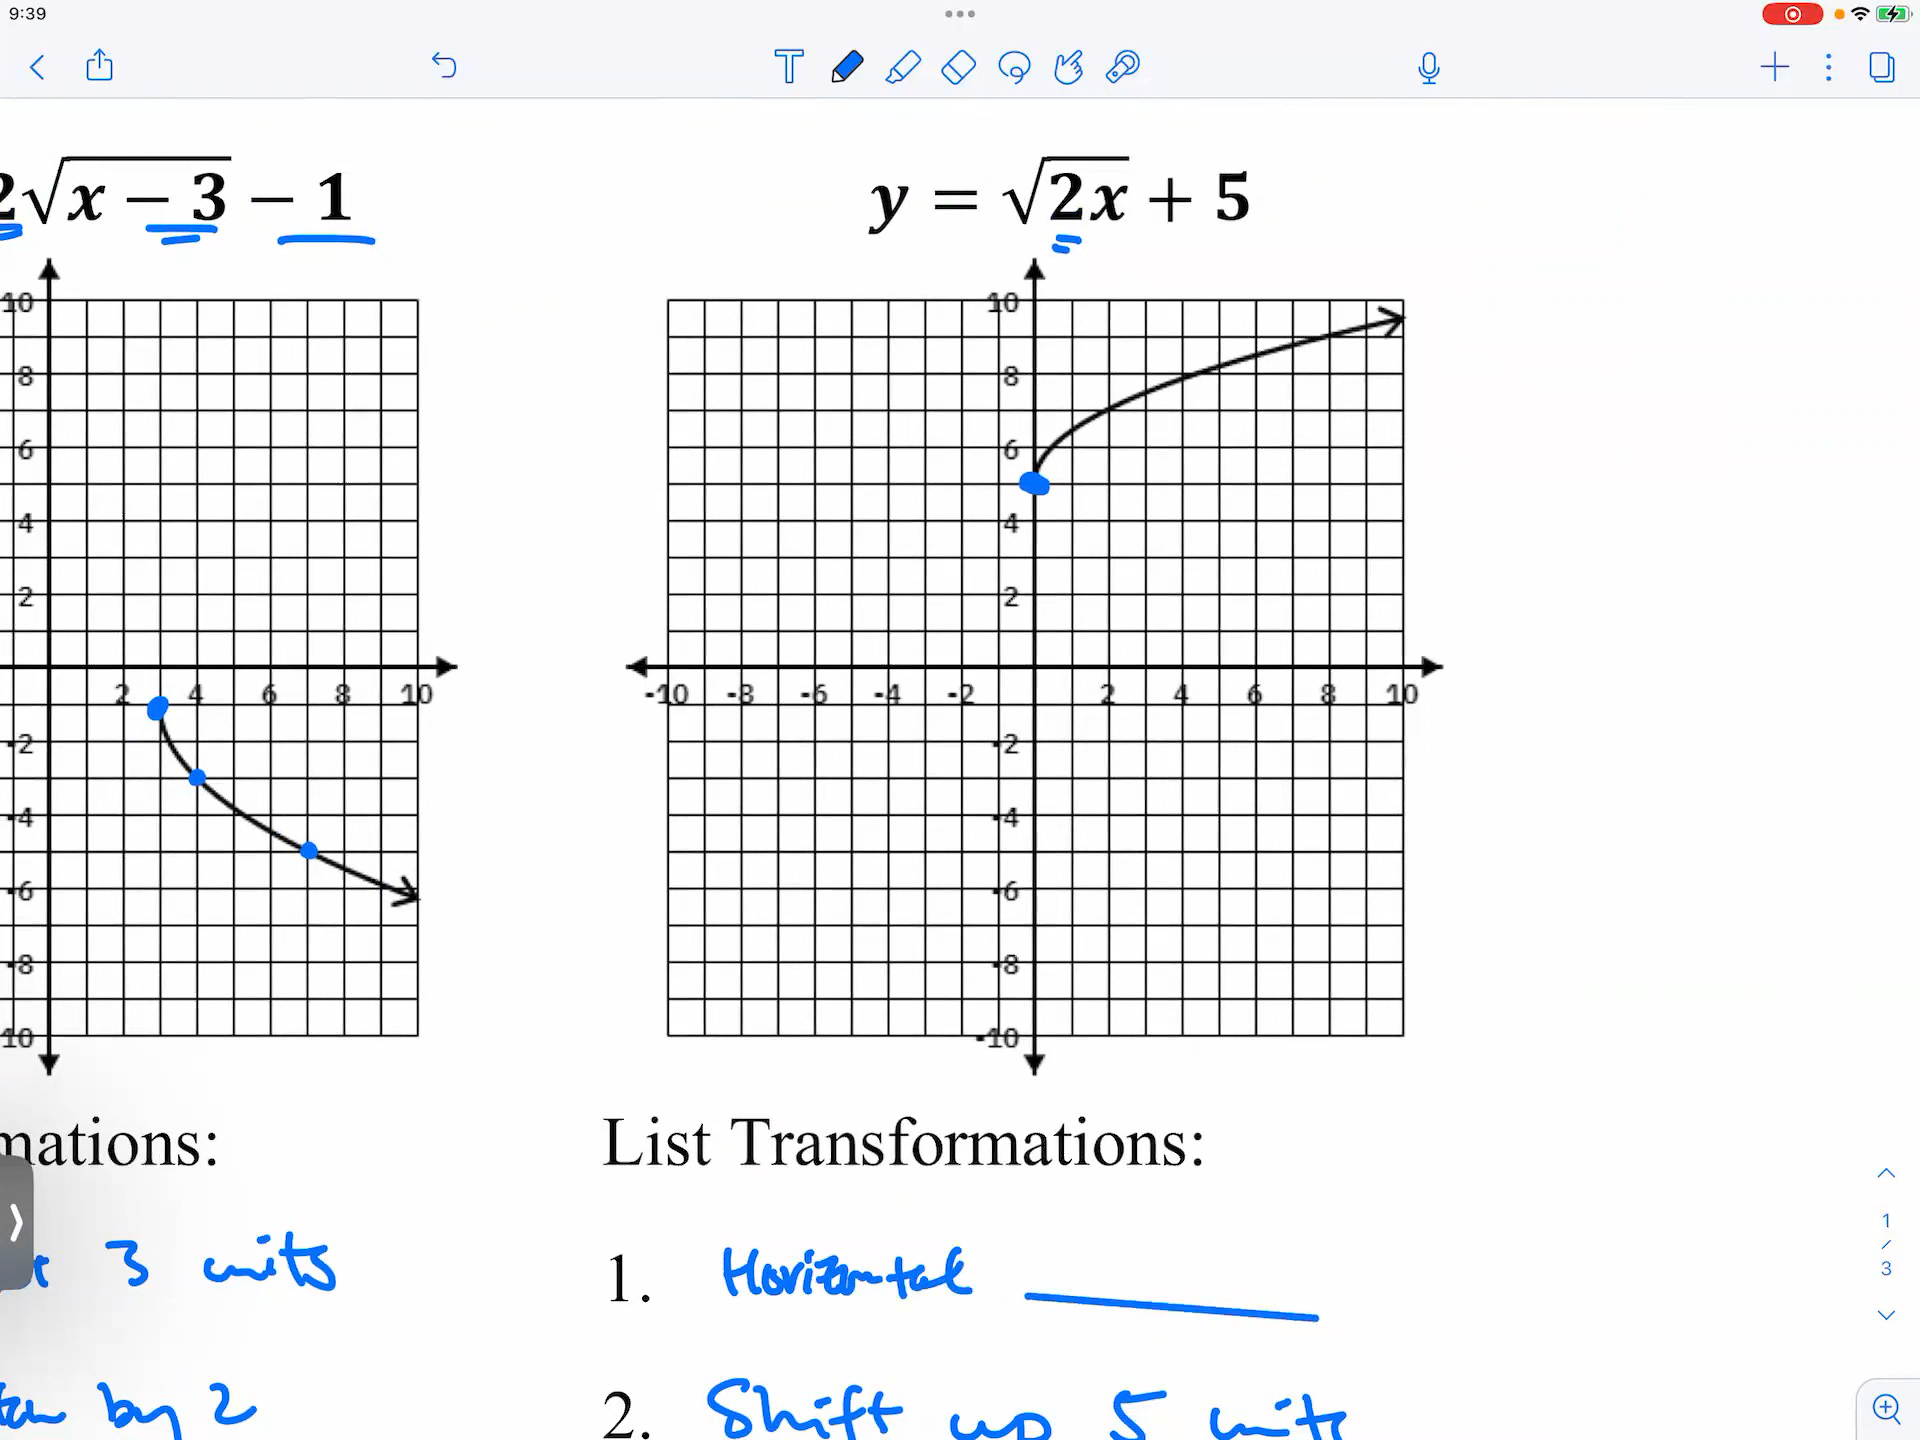 9:39
2√x − 3 − 1
y = √2x + 5
10
8
6
4
2
2 4 6 8 10
-2
-4
-6
-8
10
10
8
6
4
2
-10 -8 -6 -4 -2 2 4 6 8 10
-2
-4
-6
-8
-10
mations:
List Transformations:
3 units
1. Horizontal
by 2
2. Shift up 5 units
1
/
3